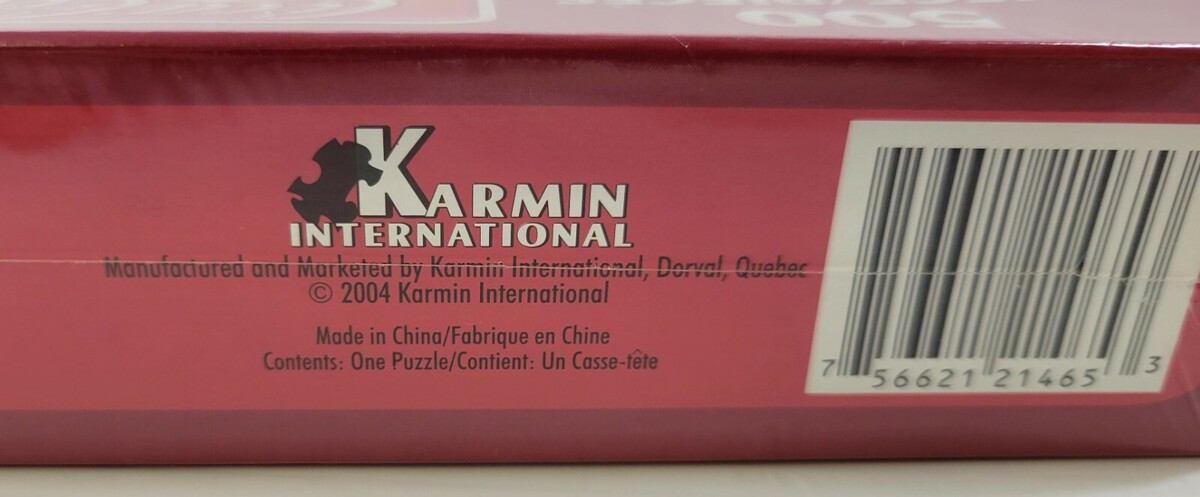 500
KARMIN
INTERNATIONAL
Manufactured and Marketed by Karmin International, Dorval, Quebec
© 2004 Karmin International
Made in China/Fabrique en Chine
Contents: One Puzzle/Contient: Un Casse-tête
7 56621 21465 3